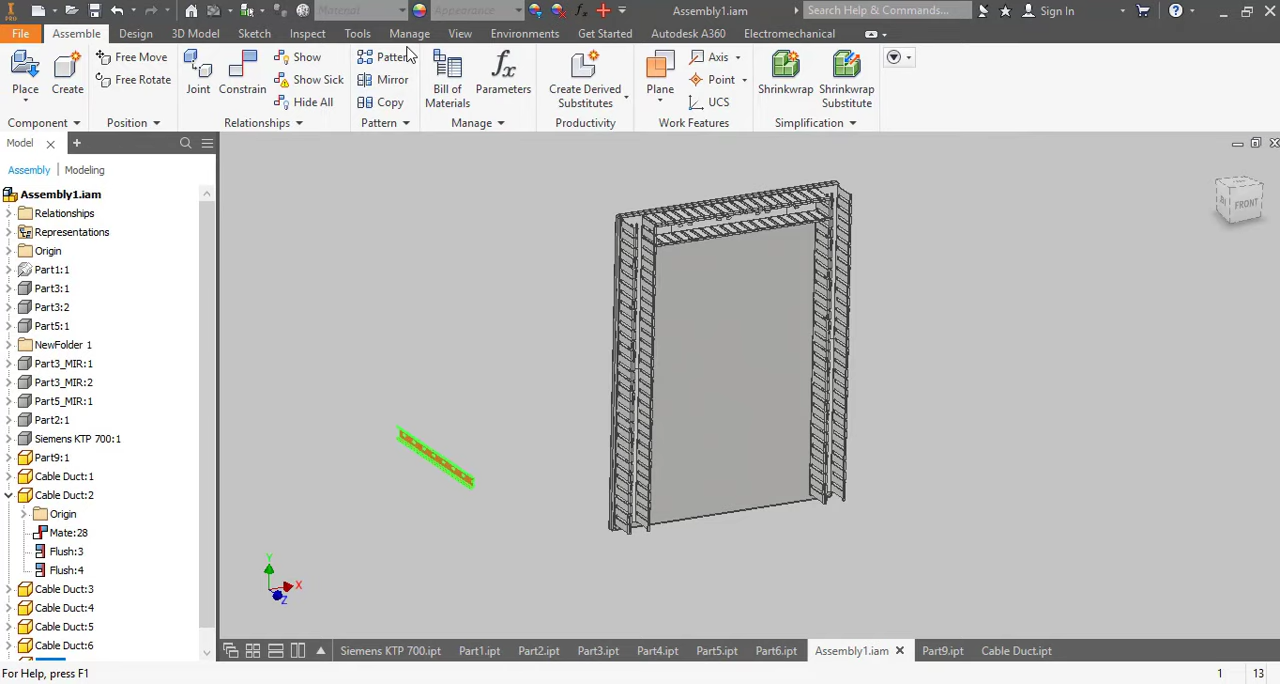 PRO
Material
Appearance
Assembly1.iam
Search Help & Commands...
Sign In
File
Assemble
Design
3D Model
Sketch
Inspect
Tools
Manage
View
Environments
Get Started
Autodesk A360
Electromechanical
Place
Create
Free Move
Free Rotate
Joint
Constrain
Show
Show Sick
Hide All
Pattern
Mirror
Copy
Bill of
Materials
Parameters
Create Derived
Substitutes
Plane
Axis
Point
UCS
Shrinkwrap
Shrinkwrap
Substitute
Component
Position
Relationships
Pattern
Manage
Productivity
Work Features
Simplification
Model
Assembly | Modeling
Assembly1.iam
Relationships
Representations
Origin
Part1:1
Part3:1
Part3:2
Part5:1
NewFolder 1
Part3_MIR:1
Part3_MIR:2
Part5_MIR:1
Part2:1
Siemens KTP 700:1
Part9:1
Cable Duct:1
Cable Duct:2
Origin
Mate:28
Flush:3
Flush:4
Cable Duct:3
Cable Duct:4
Cable Duct:5
Cable Duct:6
FRONT
Y
X
Z
Siemens KTP 700.ipt
Part1.ipt
Part2.ipt
Part3.ipt
Part4.ipt
Part5.ipt
Part6.ipt
Assembly1.iam
Part9.ipt
Cable Duct.ipt
For Help, press F1
1
13